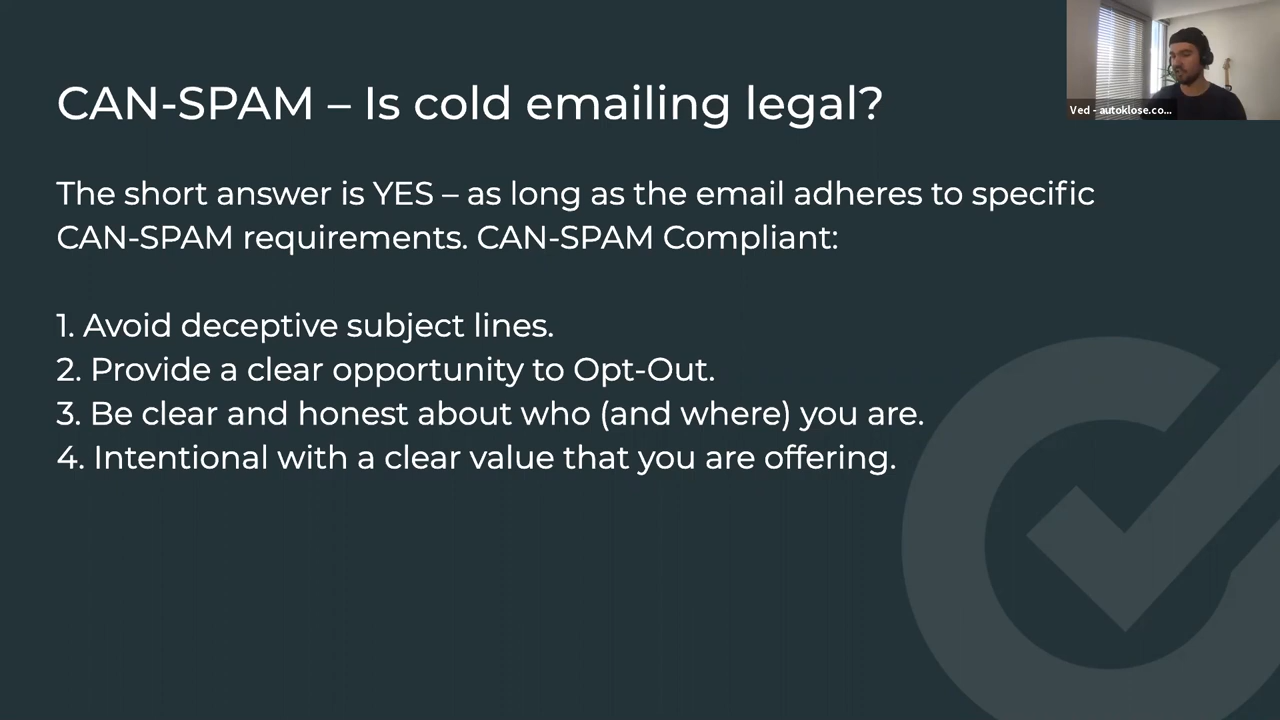 CAN-SPAM – Is cold emailing legal?
The short answer is YES – as long as the email adheres to specific
CAN-SPAM requirements. CAN-SPAM Compliant:
1. Avoid deceptive subject lines.
2. Provide a clear opportunity to Opt-Out.
3. Be clear and honest about who (and where) you are.
4. Intentional with a clear value that you are offering.
Ved - autoklose.co...